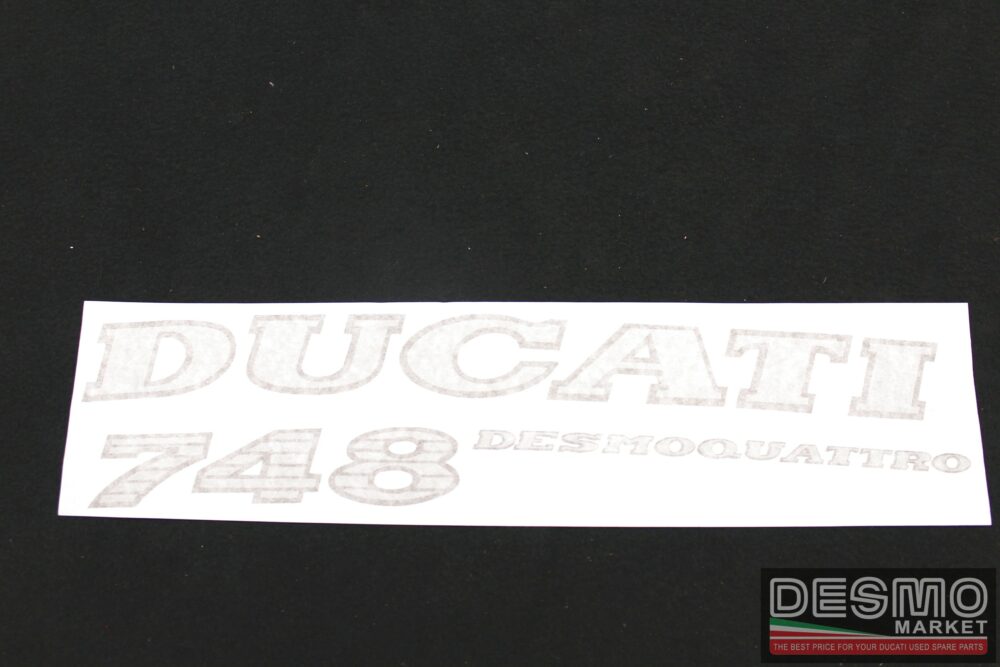 DUCATI
748 DESMOQUATTRO
DESMO
MARKET
THE BEST PRICE FOR YOUR DUCATI USED SPARE PARTS